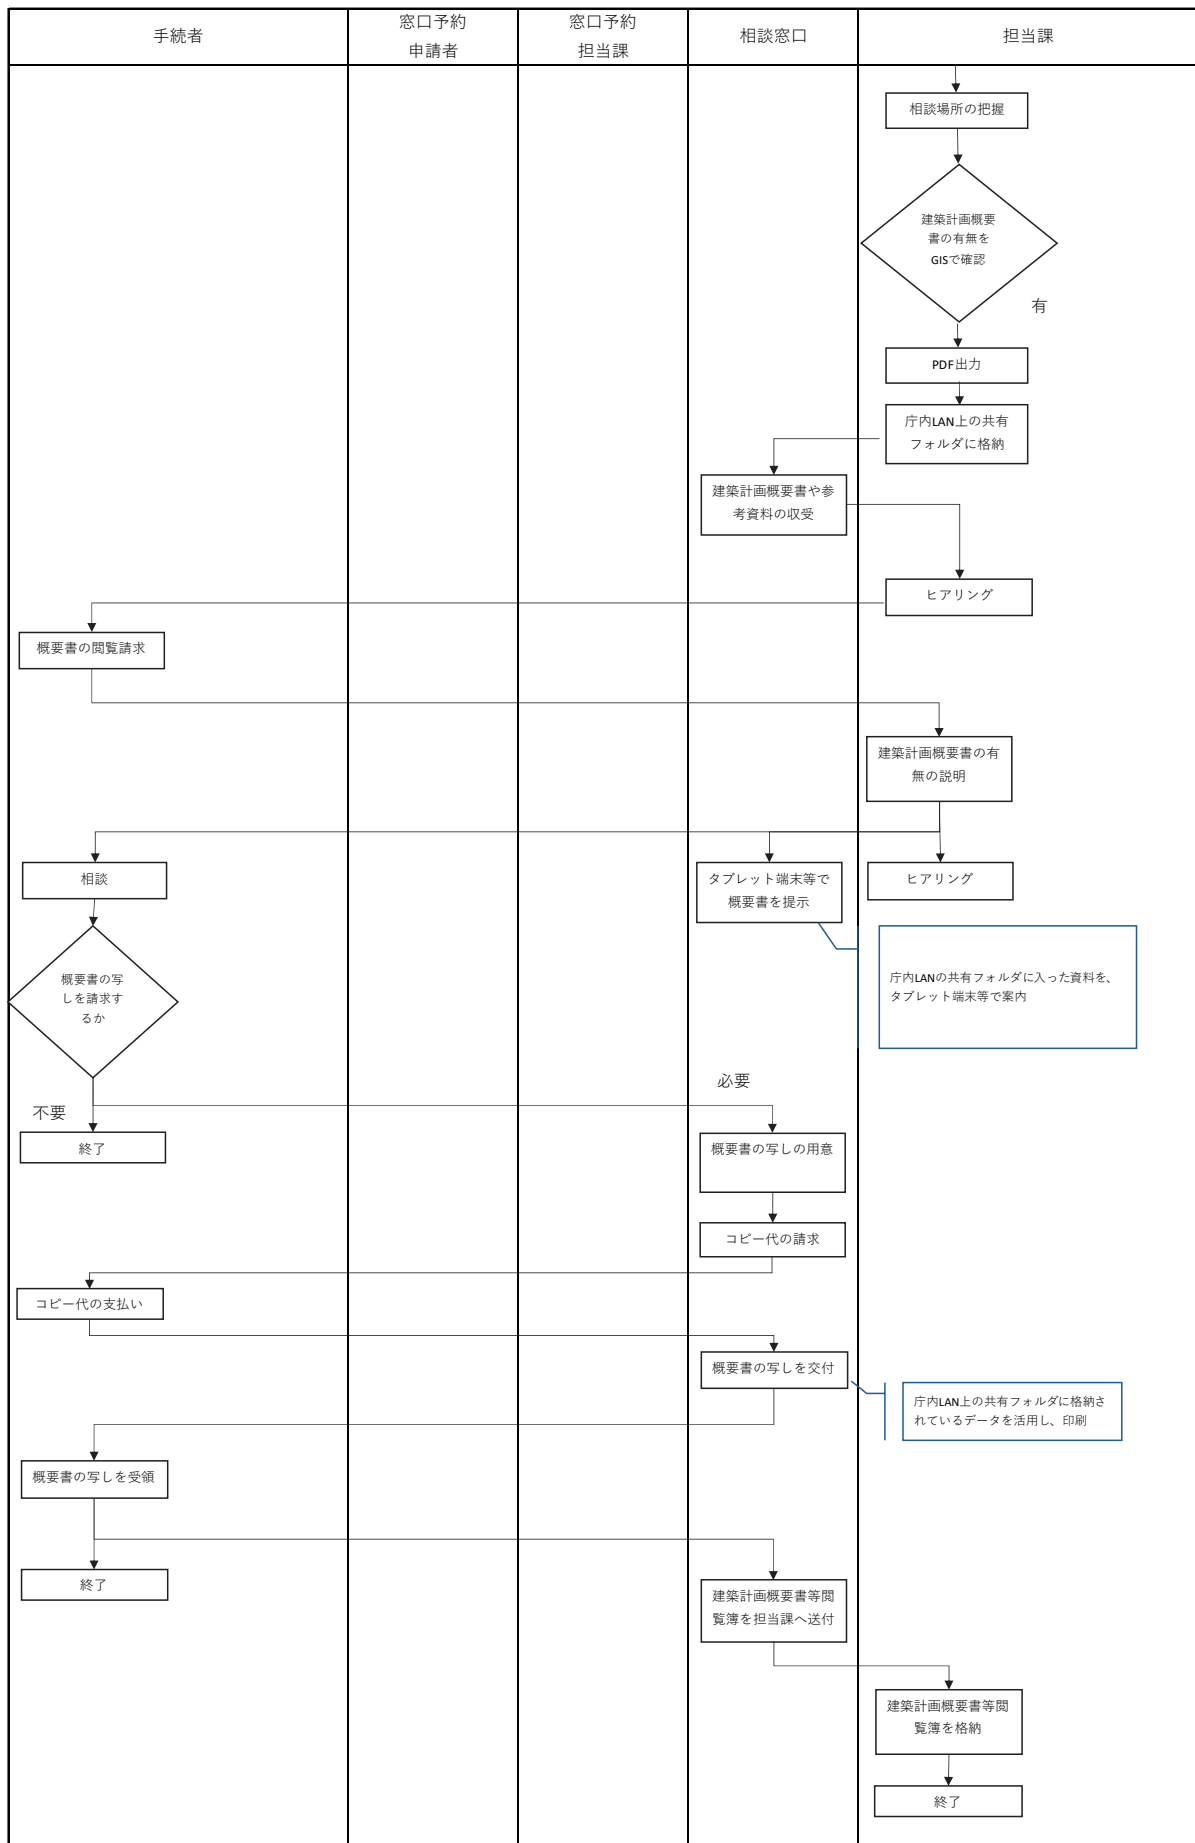 手続者
窓口予約
申請者
窓口予約
担当課
相談窓口
担当課
相談場所の把握
建築計画概要
書の有無を
GISで確認
有
PDF出力
庁内LAN上の共有
フォルダに格納
建築計画概要書や参
考資料の収受
ヒアリング
概要書の閲覧請求
建築計画概要書の有
無の説明
相談
タブレット端末等で
概要書を提示
ヒアリング
概要書の写
しを請求す
るか
庁内LANの共有フォルダに入った資料を、
タブレット端末等で案内
必要
不要
終了
概要書の写しの用意
コピー代の請求
コピー代の支払い
概要書の写しを交付
庁内LAN上の共有フォルダに格納さ
れているデータを活用し、印刷
概要書の写しを受領
終了
建築計画概要書等閲
覧簿を担当課へ送付
建築計画概要書等閲
覧簿を格納
終了